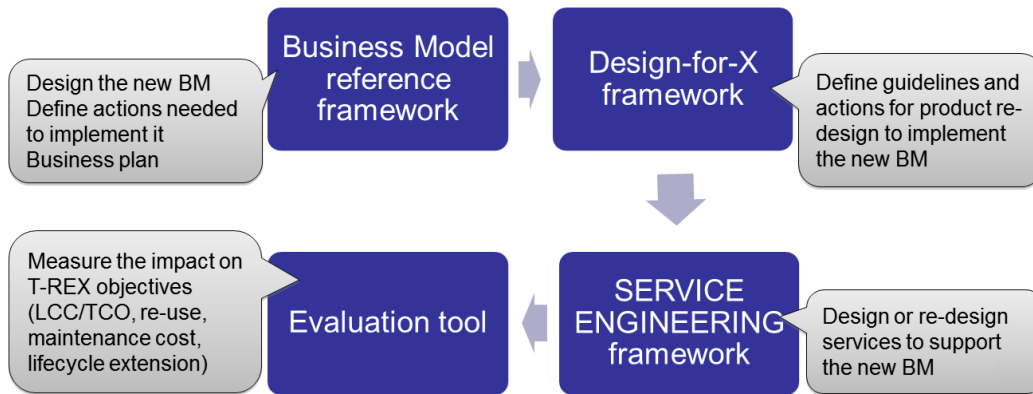 Business Model
reference
framework
Design-for-X
framework
Design the new BM
Define actions needed
to implement it
Business plan
Define guidelines and
actions for product re-
design to implement
the new BM
Measure the impact on
T-REX objectives
(LCC/TCO, re-use,
maintenance cost,
lifecycle extension)
Evaluation tool
SERVICE
ENGINEERING
framework
Design or re-design
services to support
the new BM